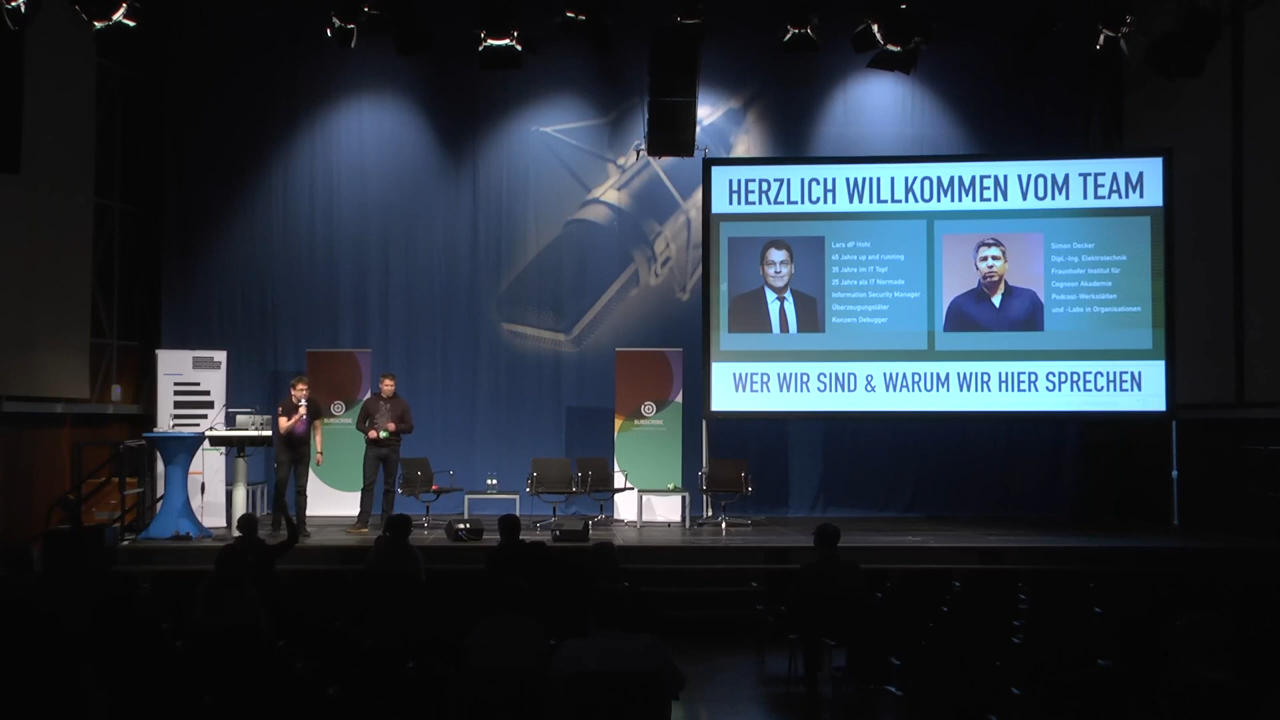 HERZLICH WILLKOMMEN VOM TEAM
Lars dP Hohl
45 Jahre up and running
35 Jahre im IT Topf
25 Jahre als IT Normade
Information Security Manager
Überzeugungstäter
Konzern Debugger
Simon Decker
Dipl.-Ing. Elektrotechnik
Fraunhofer Institut für
Cogneon Akademie
Podcast-Werkstätten
und -Labs in Organisationen
WER WIR SIND & WARUM WIR HIER SPRECHEN
SUBSCRIBE
SUBSCRIBE